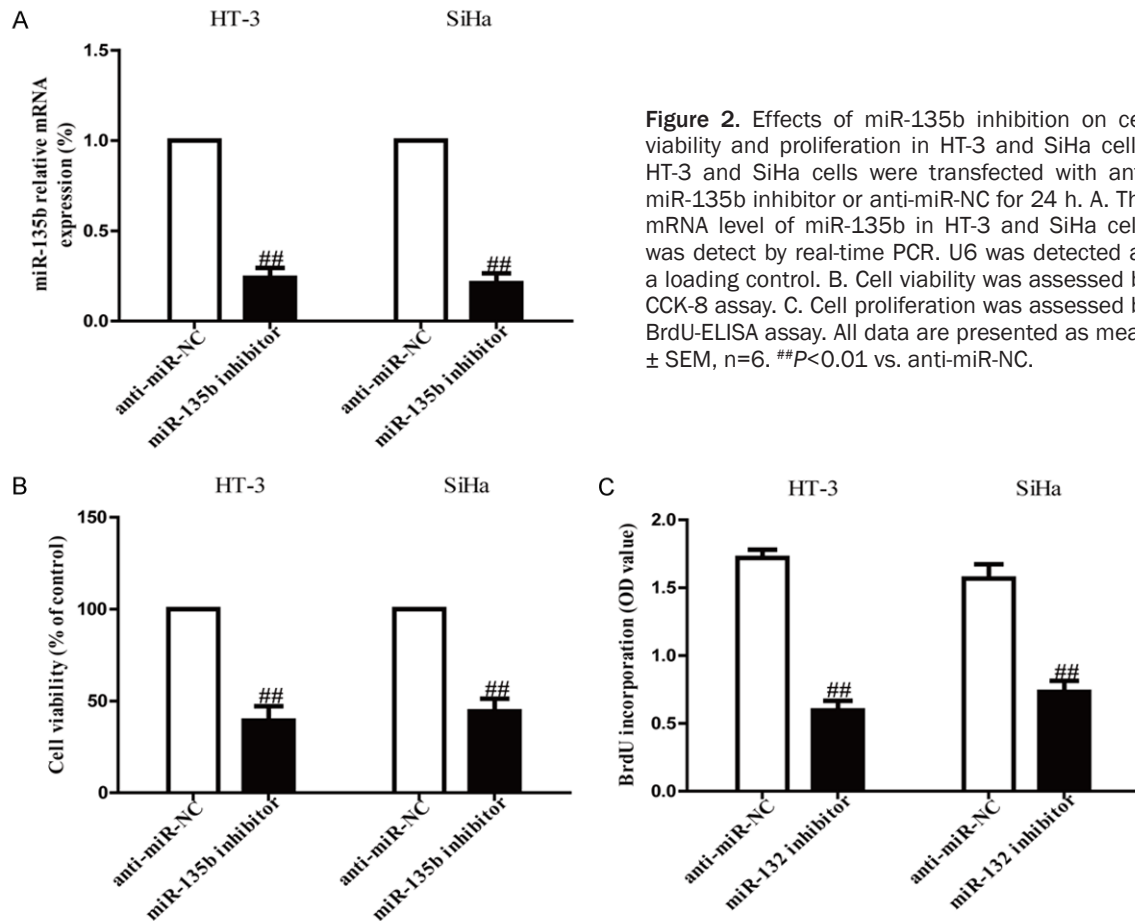 A
HT-3
SiHa
miR-135b relative mRNA
expression (%)
1.5
1.0
0.5
0.0
##
##
anti-miR-NC
miR-135b inhibitor
anti-miR-NC
miR-135b inhibitor
Figure 2. Effects of miR-135b inhibition on cel
viability and proliferation in HT-3 and SiHa cell
HT-3 and SiHa cells were transfected with ant
miR-135b inhibitor or anti-miR-NC for 24 h. A. Th
mRNA level of miR-135b in HT-3 and SiHa cel
was detect by real-time PCR. U6 was detected a
a loading control. B. Cell viability was assessed b
CCK-8 assay. C. Cell proliferation was assessed b
BrdU-ELISA assay. All data are presented as mea
± SEM, n=6. ##P<0.01 vs. anti-miR-NC.
B
HT-3
SiHa
Cell viability (% of control)
150
100
50
0
##
##
anti-miR-NC
miR-135b inhibitor
anti-miR-NC
miR-135b inhibitor
C
HT-3
SiHa
BrdU incorporation (OD value)
2.0
1.5
1.0
0.5
0.0
##
##
anti-miR-NC
miR-132 inhibitor
anti-miR-NC
miR-132 inhibitor